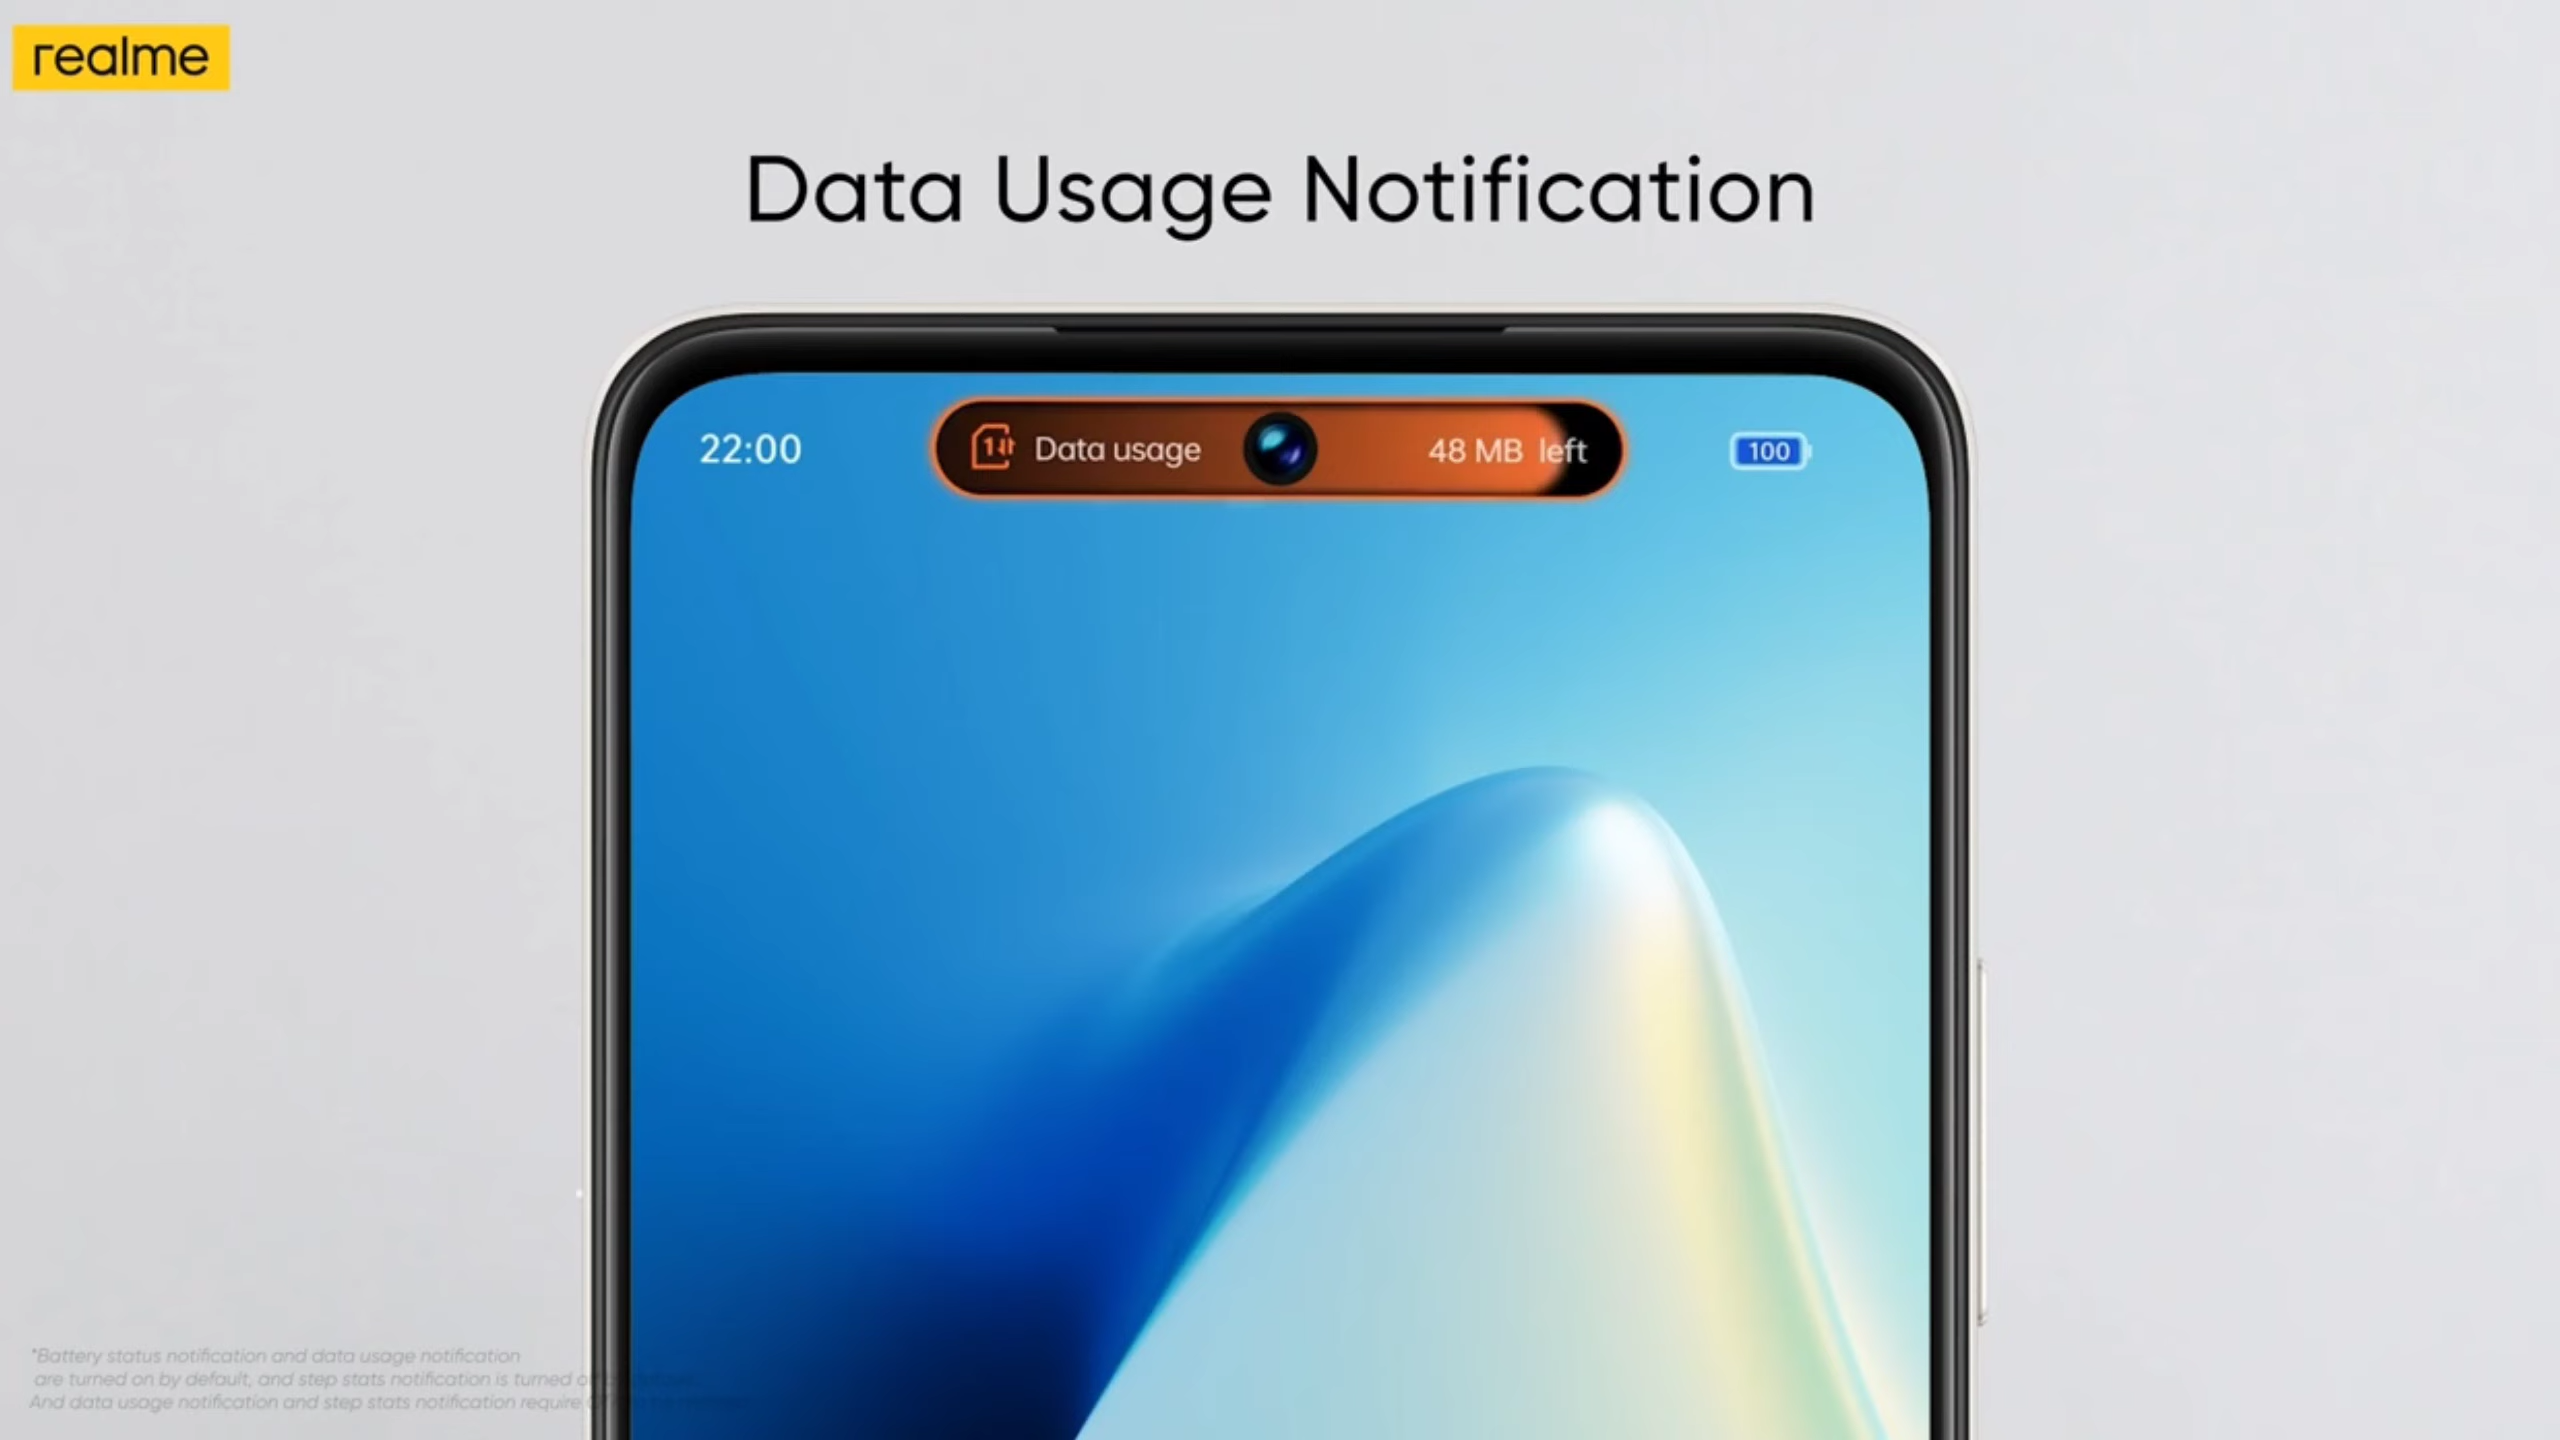 realme
Data Usage Notification
22:00
Data usage
48 MB left
100
*Battery status notification and data usage notification
are turned on by default, and step stats notification is turned
And data usage notification and step stats notification require